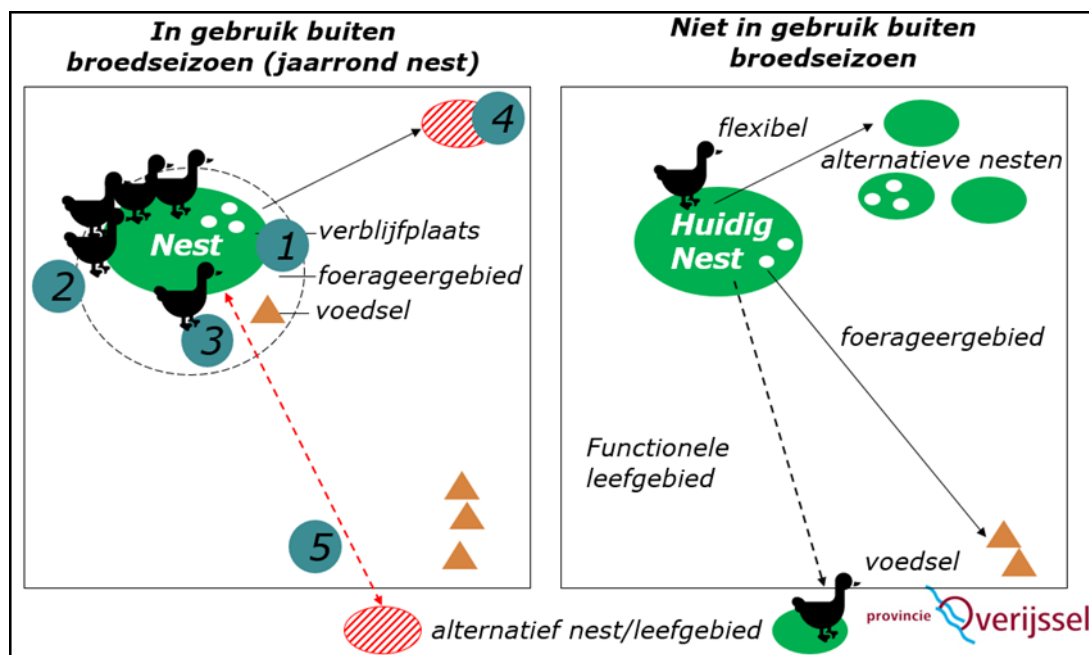 In gebruik buiten
broedseizoen (jaarrond nest)
4
Nest
1
verblijfplaats
foerageergebied
voedsel
2
3
5
alternatief nest/leefgebied
Niet in gebruik buiten
broedseizoen
flexibel
alternatieve nesten
Huidig
Nest
foerageergebied
Functionele
leefgebied
voedsel
provincie Overijssel